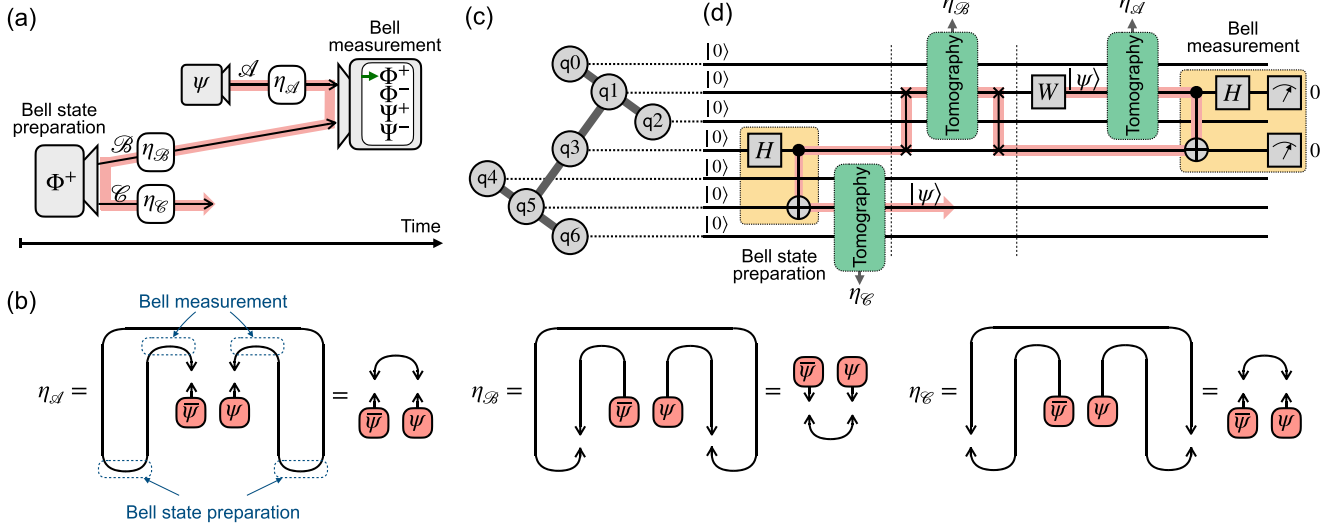 (a)
Bell
measurement
ψ
𝒜
η𝒜
Φ+
Φ−
Ψ+
Ψ−
Bell state
preparation
Φ+
ℬ
ηℬ
𝒞
η𝒞
Time
(c)
q0
q1
q2
q3
q4
q5
q6
(d)
ηℬ
η𝒜
|0⟩
|0⟩
|0⟩
|0⟩
|0⟩
|0⟩
|0⟩
H
Tomography
Tomography
Tomography
W
|ψ⟩
|ψ⟩
Bell
measurement
H
0
0
Bell state
preparation
η𝒞
(b)
Bell measurement
η𝒜 =
ψ̅
ψ
=
ψ̅
ψ
Bell state preparation
ηℬ =
ψ̅
ψ
=
ψ̅
ψ
η𝒞 =
ψ̅
ψ
=
ψ̅
ψ